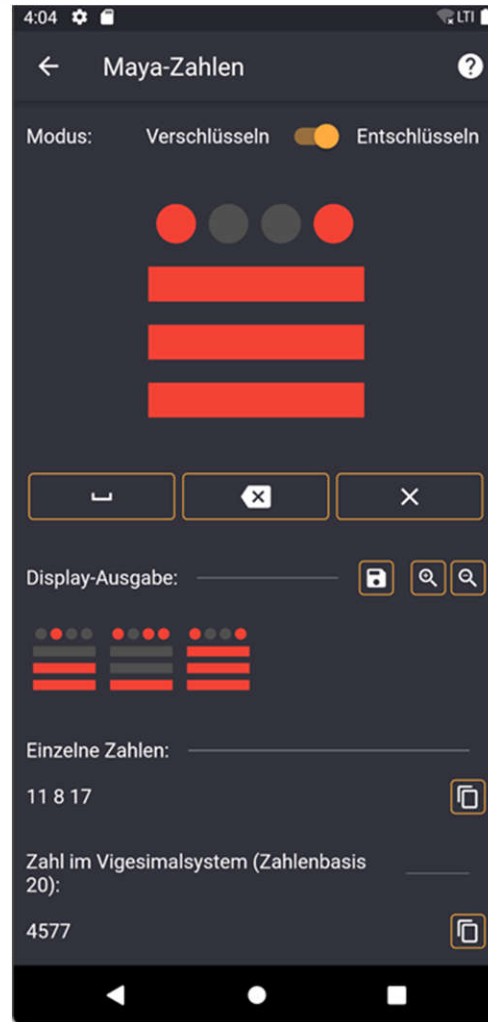 4:04 LTI
Maya-Zahlen
Modus: Verschlüsseln Entschlüsseln
Display-Ausgabe:
Einzelne Zahlen:
11 8 17
Zahl im Vigesimalsystem (Zahlenbasis
20):
4577